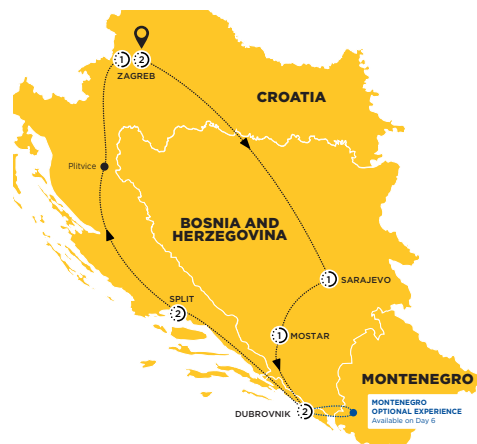 1 2
ZAGREB
CROATIA
Plitvice
BOSNIA AND
HERZEGOVINA
1 SARAJEVO
SPLIT
2
1 MOSTAR
MONTENEGRO
DUBROVNIK 2
MONTENEGRO
OPTIONAL EXPERIENCE
Available on Day 6